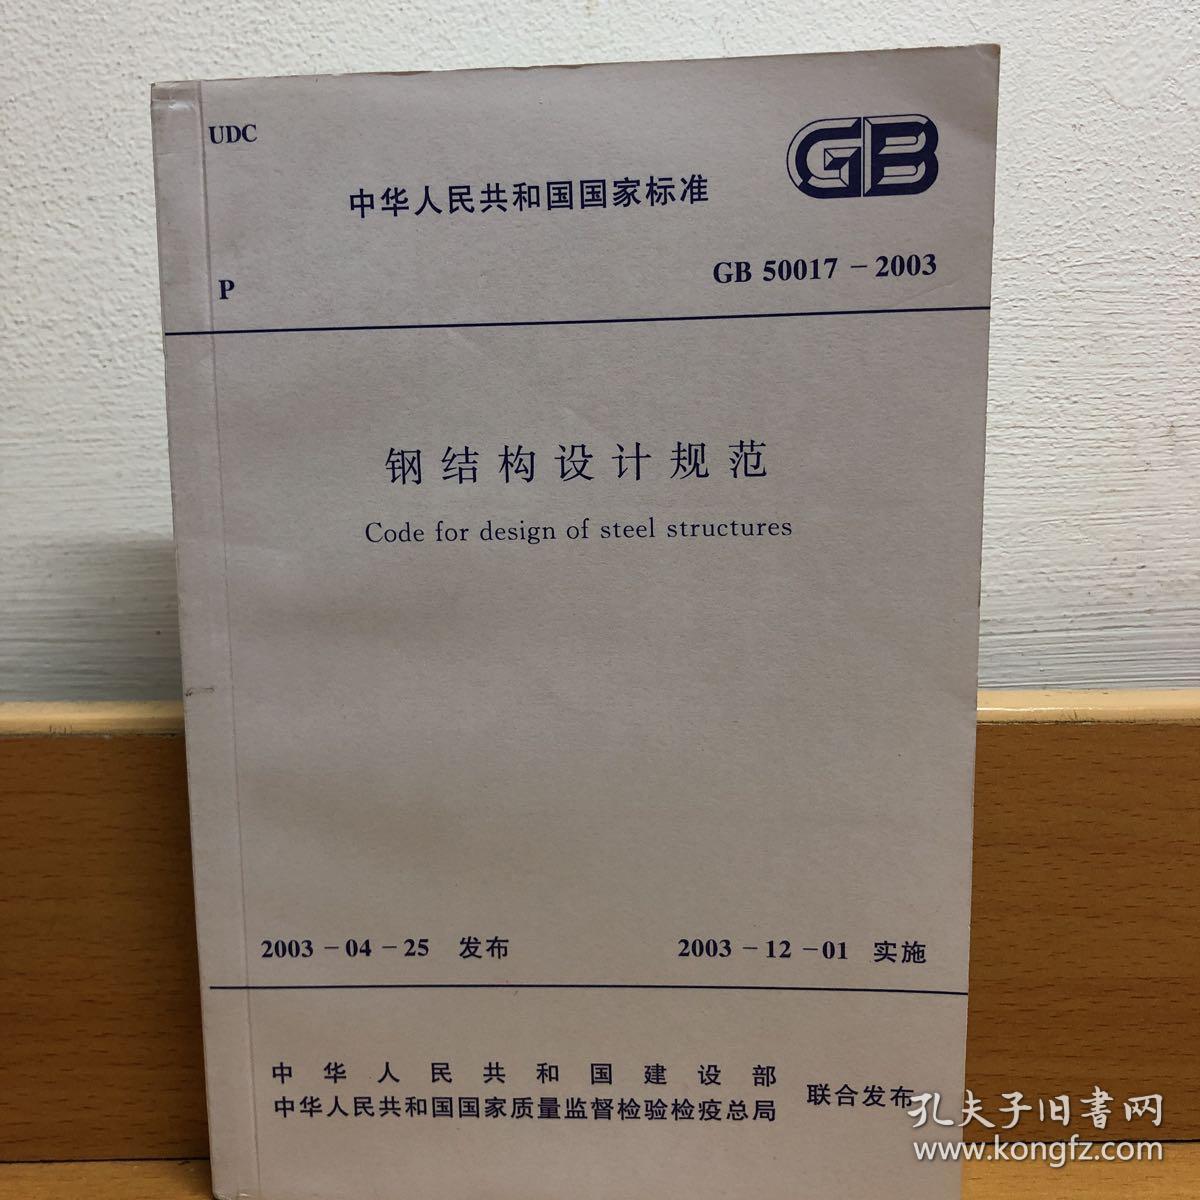 UDC
GB
中华人民共和国国家标准
P
GB 50017－2003
钢结构设计规范
Code for design of steel structures
2003－04－25 发布
2003－12－01 实施
中华人民共和国建设部
中华人民共和国国家质量监督检验检疫总局
联合发布
孔夫子旧书网
www.kongfz.com